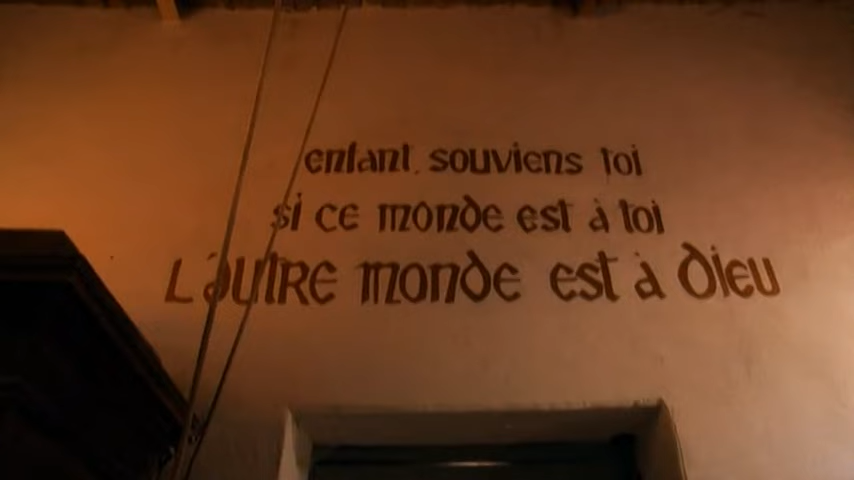 enfant souviens toi
si ce monde est à toi
L'autre monde est à dieu